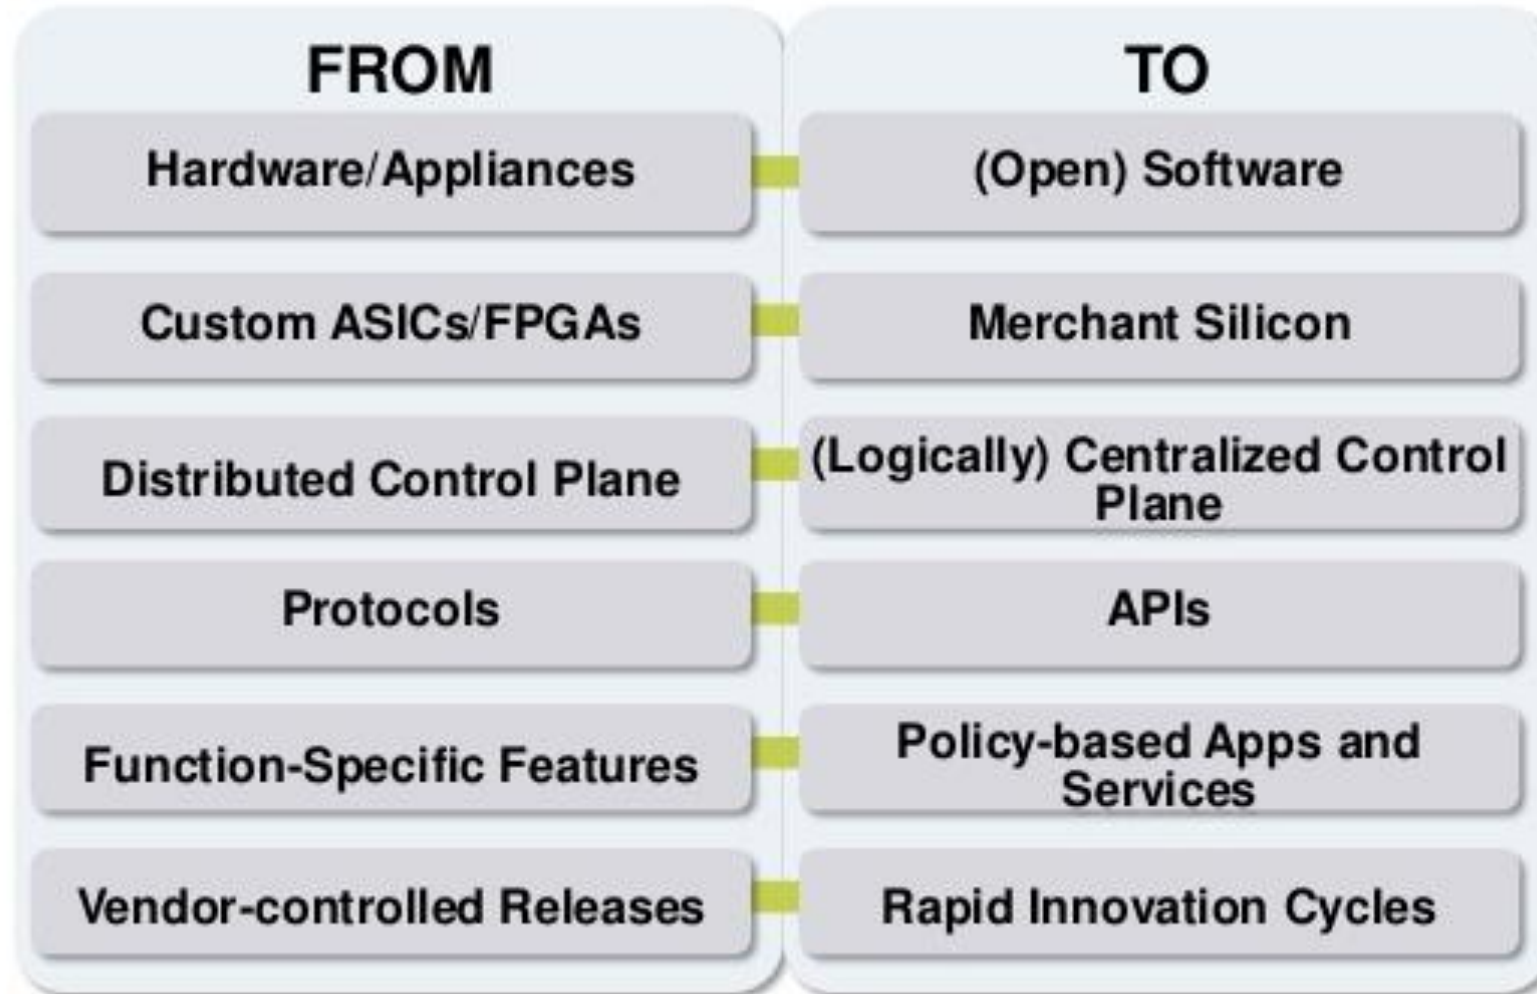 FROM
TO
Hardware/Appliances
(Open) Software
Custom ASICs/FPGAs
Merchant Silicon
Distributed Control Plane
(Logically) Centralized Control
Plane
Protocols
APIs
Function-Specific Features
Policy-based Apps and
Services
Vendor-controlled Releases
Rapid Innovation Cycles